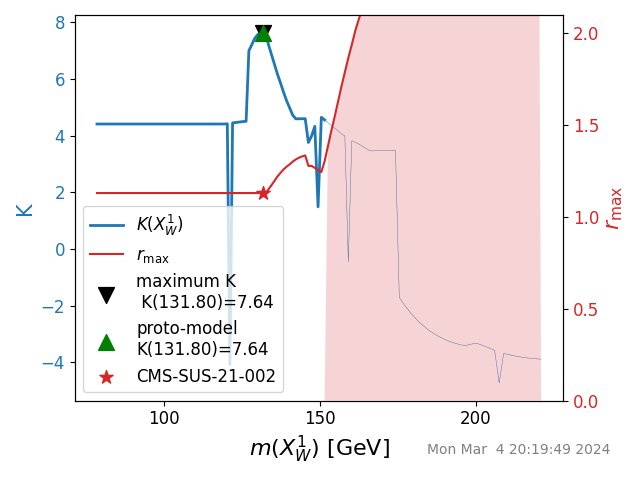 8
6
4
2
0
−2
−4
K
2.0
1.5
1.0
0.5
0.0
r_max
K(X_W^1)
r_max
maximum K
K(131.80)=7.64
proto-model
K(131.80)=7.64
CMS-SUS-21-002
100 150 200
m(X_W^1) [GeV]
Mon Mar 4 20:19:49 2024